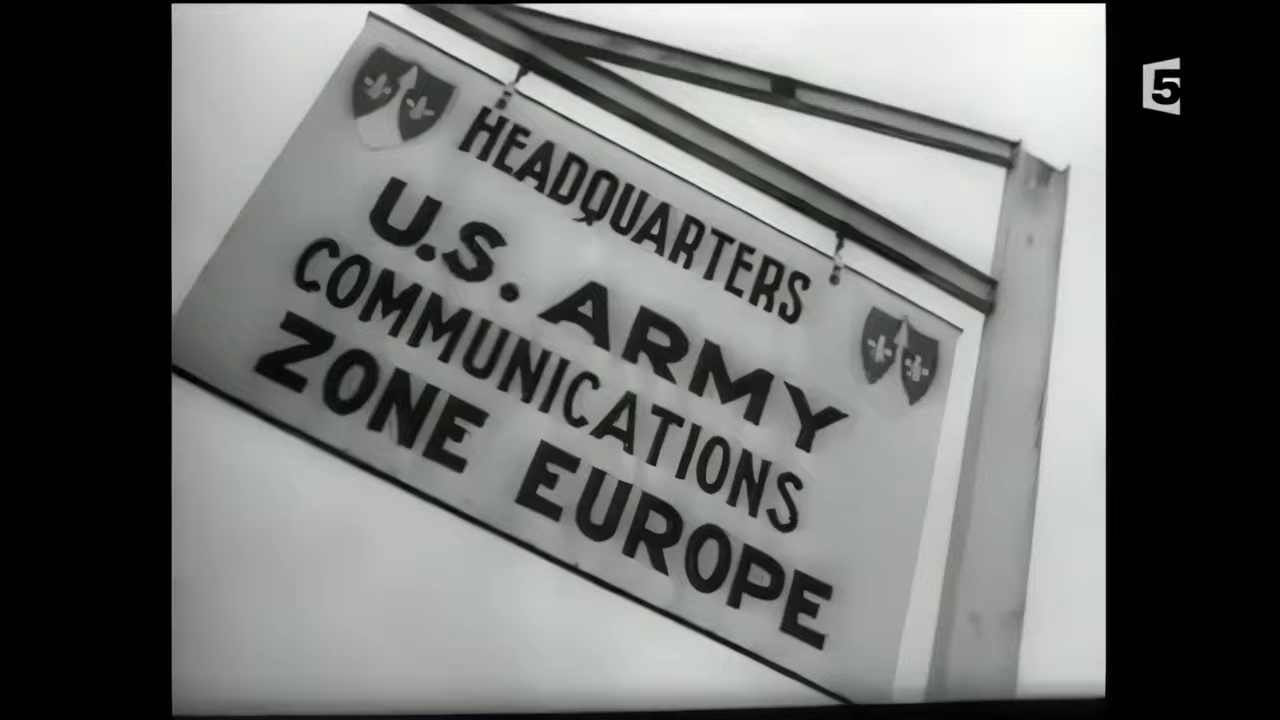 HEADQUARTERS
U.S. ARMY
COMMUNICATIONS
ZONE EUROPE
5